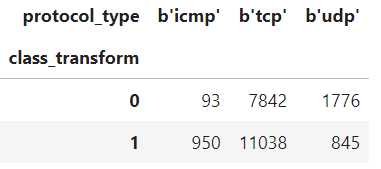 protocol_type b'icmp' b'tcp' b'udp'
class_transform
0 93 7842 1776
1 950 11038 845